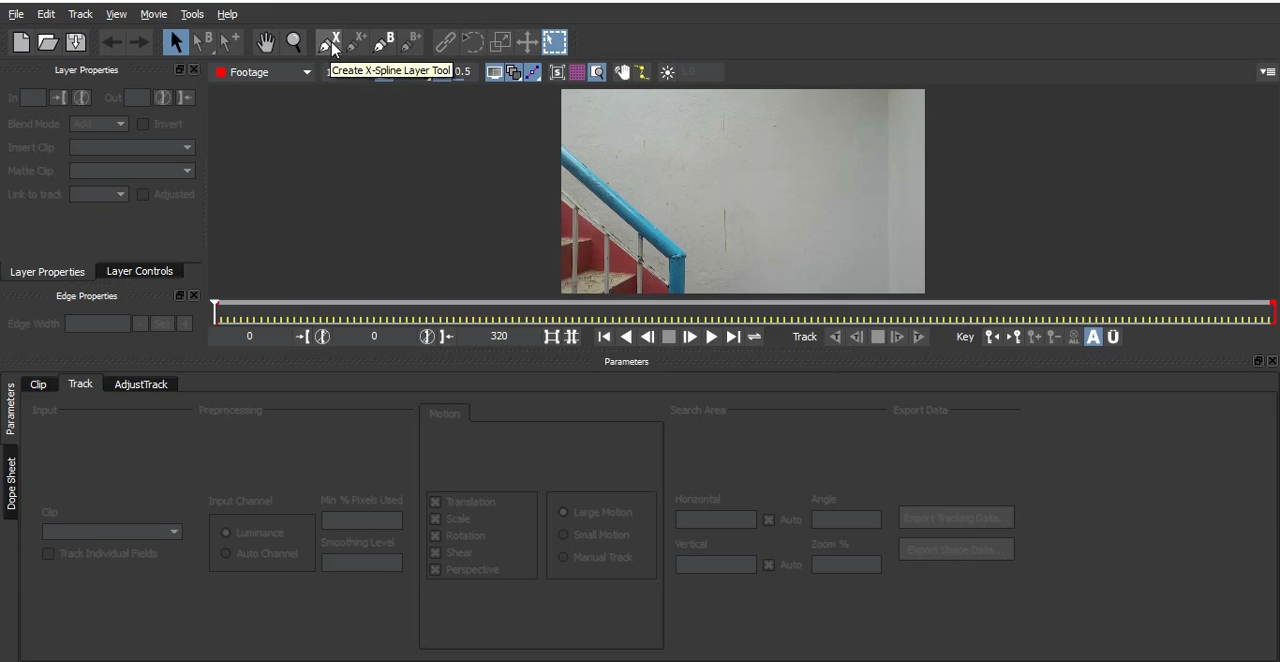 File Edit Track View Movie Tools Help
Create X-Spline Layer Tool
Layer Properties
Footage
0.5
1.0
In Out
Blend Mode Add Invert
Insert Clip
Matte Clip
Link to track Adjusted
Layer Properties Layer Controls
Edge Properties
Edge Width Set
0 0 320 Track Key A Ü
Parameters
Parameters
Dope Sheet
Clip Track AdjustTrack
Input Preprocessing Motion Search Area Export Data
Clip
Track Individual Fields
Input Channel
Luminance
Auto Channel
Min % Pixels Used
Smoothing Level
Translation
Scale
Rotation
Shear
Perspective
Large Motion
Small Motion
Manual Track
Horizontal
Auto
Angle
Vertical
Auto
Zoom %
Export Tracking Data...
Export Shape Data...